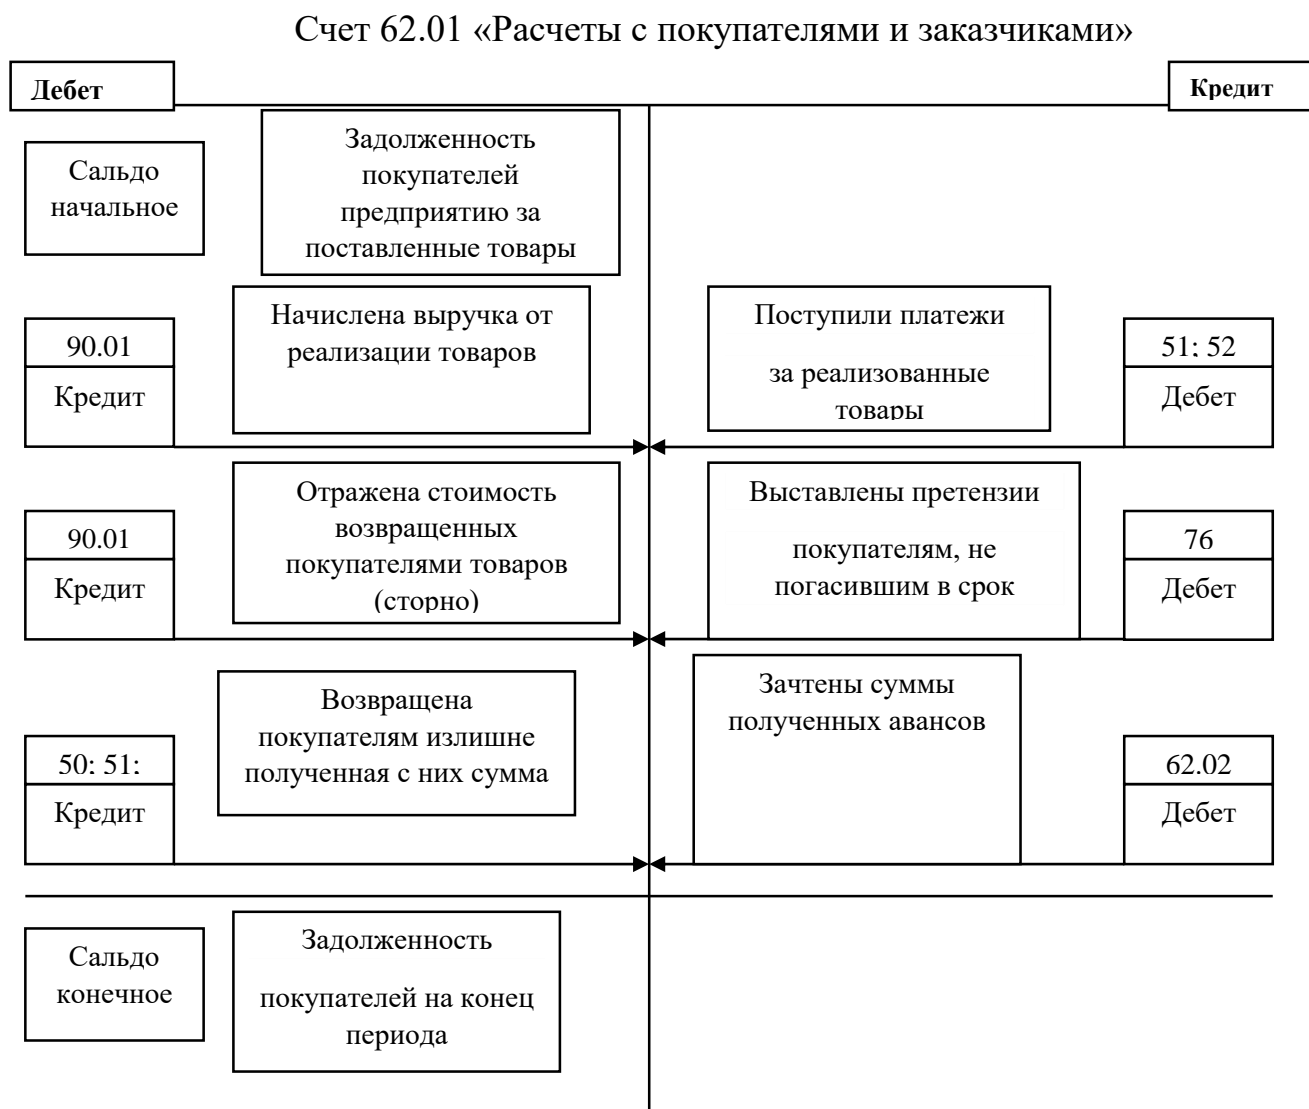 Счет 62.01 «Расчеты с покупателями и заказчиками»
Дебет
Кредит
Сальдо
начальное
Задолженность
покупателей
предприятию за
поставленные товары
90.01
Кредит
Начислена выручка от
реализации товаров
Поступили платежи
за реализованные
товары
51; 52
Дебет
90.01
Кредит
Отражена стоимость
возвращенных
покупателями товаров
(сторно)
Выставлены претензии
покупателям, не
погасившим в срок
76
Дебет
50; 51;
Кредит
Возвращена
покупателям излишне
полученная с них сумма
Зачтены суммы
полученных авансов
62.02
Дебет
Сальдо
конечное
Задолженность
покупателей на конец
периода